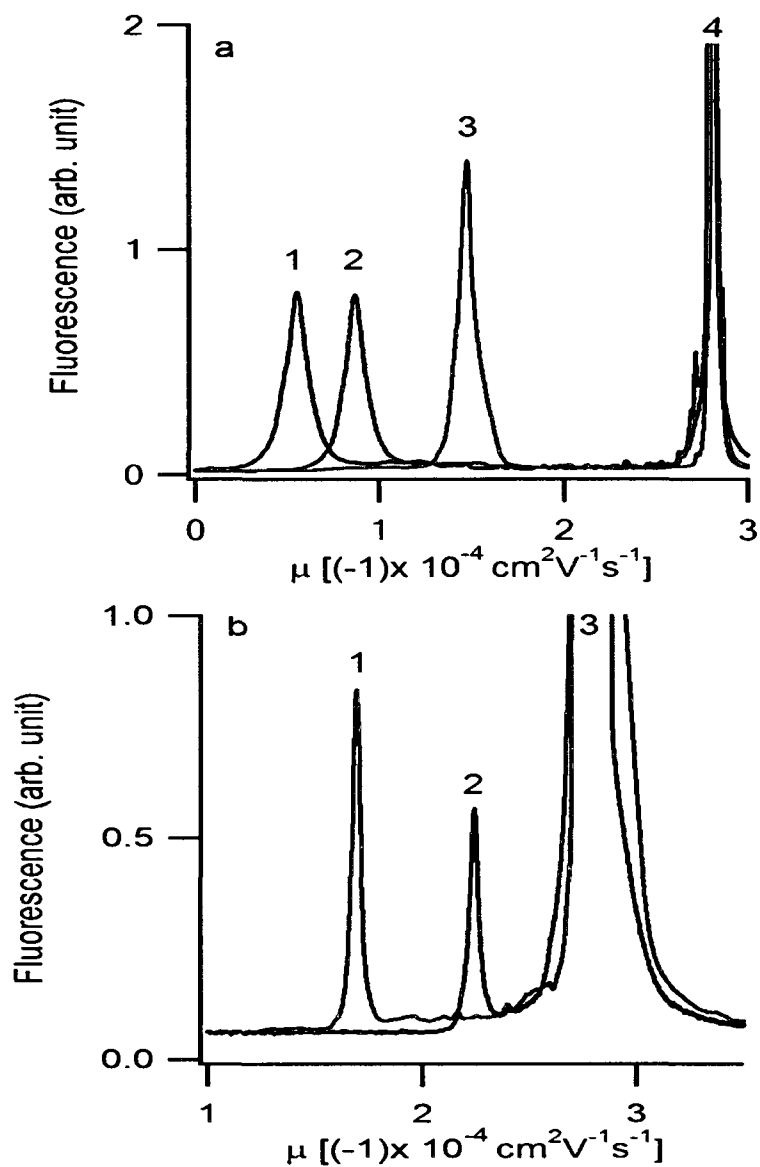 a
4
2
3
1
2
1
0
Fluorescence (arb. unit)
0 1 2 3
μ [(-1)x 10⁻⁴ cm²V⁻¹s⁻¹]
b
3
1.0
1
2
0.5
0.0
Fluorescence (arb. unit)
1 2 3
μ [(-1)x 10⁻⁴ cm²V⁻¹s⁻¹]